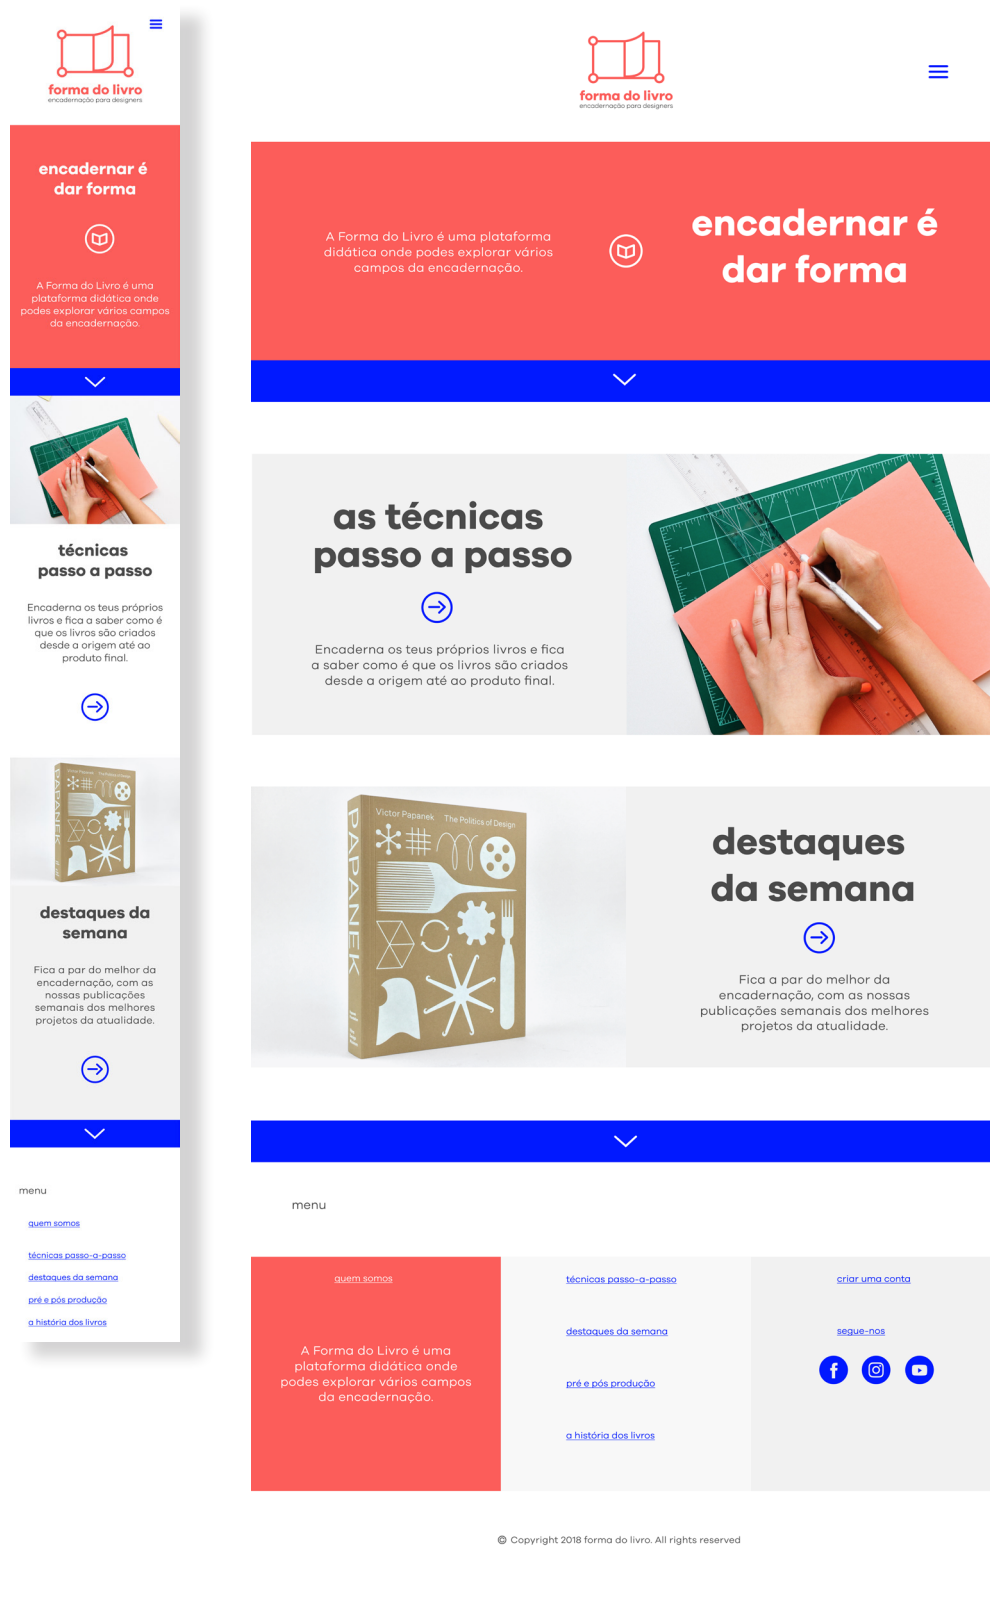 forma do livro
encadernação para designers
encadernar é
dar forma
A Forma do Livro é uma
plataforma didática onde
podes explorar vários campos
da encadernação.
PAPANEK
técnicas
passo a passo
Encaderna os teus próprios
livros e fica a saber como é
que os livros são criados
desde a origem até ao
produto final.
Victor Papanek The Politics of Design
destaques da
semana
Fica a par do melhor da
encadernação, com as
nossas publicações
semanais dos melhores
projetos da atualidade.
menu
quem somos
técnicas passo-a-passo
destaques da semana
pré e pós produção
a história dos livros
forma do livro
encadernação para designers
A Forma do Livro é uma plataforma
didática onde podes explorar vários
campos da encadernação.
encadernar é
dar forma
as técnicas
passo a passo
Encaderna os teus próprios livros e fica
a saber como é que os livros são criados
desde a origem até ao produto final.
Victor Papanek The Politics of Design
PAPANEK
destaques
da semana
Fica a par do melhor da
encadernação, com as nossas
publicações semanais dos melhores
projetos da atualidade.
menu
quem somos
A Forma do Livro é uma
plataforma didática onde
podes explorar vários campos
da encadernação.
técnicas passo-a-passo
destaques da semana
pré e pós produção
a história dos livros
criar uma conta
segue-nos
© Copyright 2018 forma do livro. All rights reserved